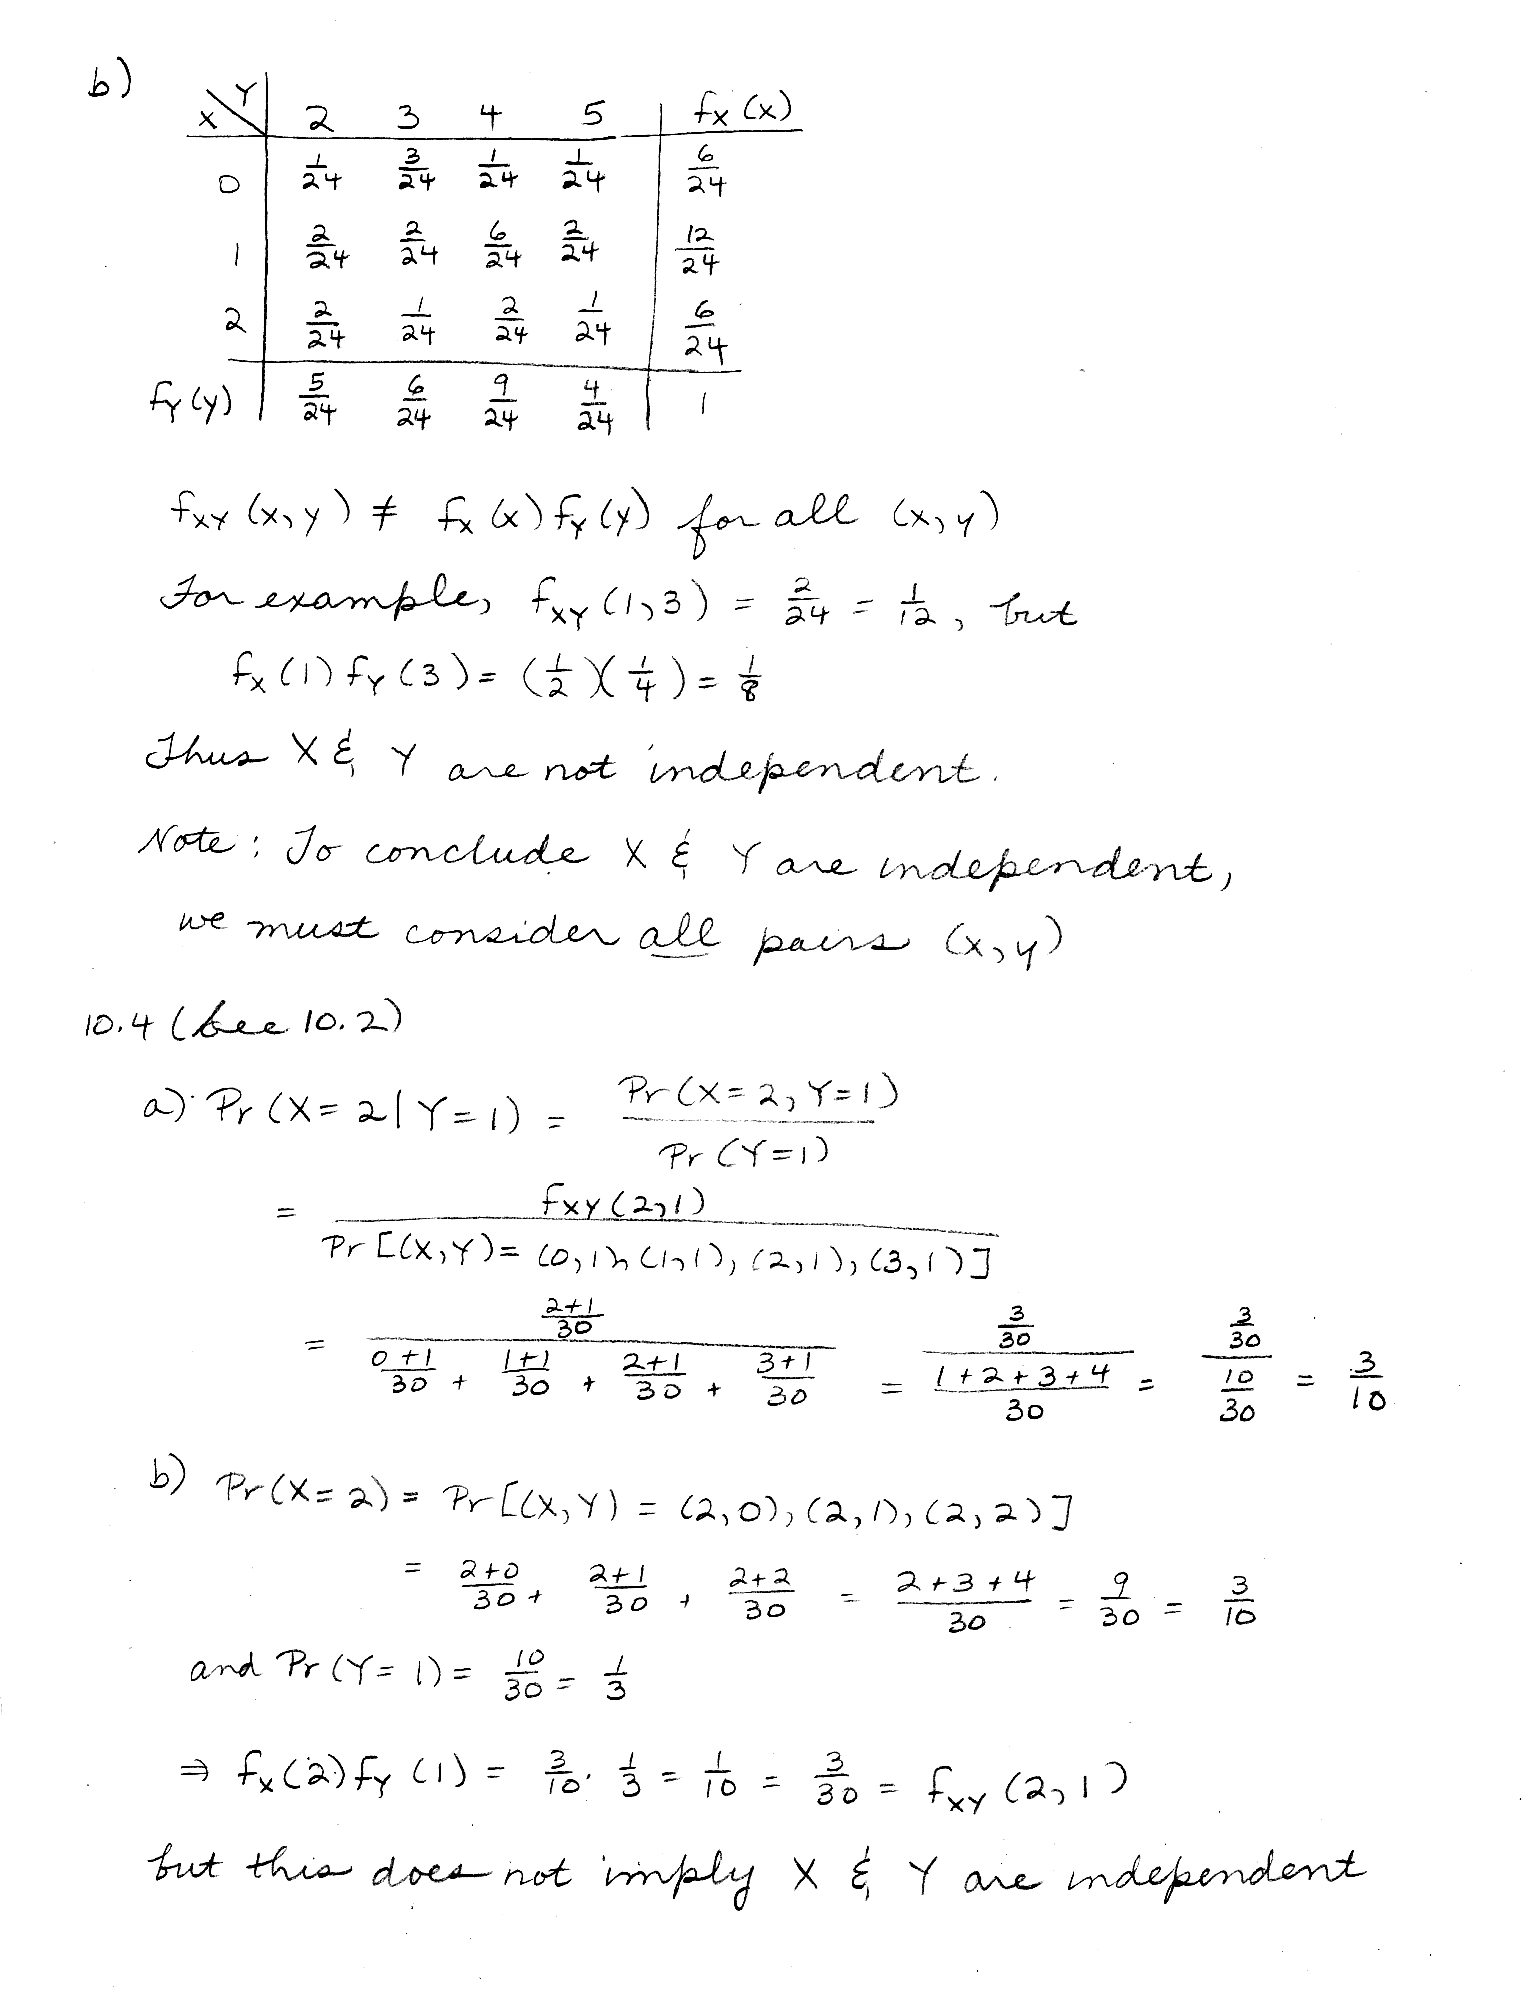 b)
X \ Y | 2 3 4 5 | fX (x)
0 | 1/24 3/24 1/24 1/24 | 6/24
1 | 2/24 2/24 6/24 2/24 | 12/24
2 | 2/24 1/24 2/24 1/24 | 6/24
fY (y) | 5/24 6/24 9/24 4/24 | 1
fXY (x,y) ≠ fX (x) fY (y) for all (x,y)
For example, fXY (1,3) = 2/24 = 1/12, but
fX (1) fY (3) = (1/2)(1/4) = 1/8
Thus X & Y are not independent.
Note: To conclude X & Y are independent,
we must consider all pairs (x,y)
10.4 (See 10.2)
a) Pr (X = 2 | Y = 1) = Pr (X = 2, Y = 1) / Pr (Y = 1)
= fXY (2,1) / Pr [(X,Y) = (0,1), (1,1), (2,1), (3,1)]
= (2+1)/30 / ((0+1)/30 + (1+1)/30 + (2+1)/30 + (3+1)/30) = (3/30) / ((1+2+3+4)/30) = (3/30) / (10/30) = 3/10
b) Pr (X = 2) = Pr [(X,Y) = (2,0), (2,1), (2,2)]
= (2+0)/30 + (2+1)/30 + (2+2)/30 = (2+3+4)/30 = 9/30 = 3/10
and Pr (Y = 1) = 10/30 = 1/3
⇒ fX (2) fY (1) = 3/10 · 1/3 = 1/10 = 3/30 = fXY (2,1)
but this does not imply X & Y are independent